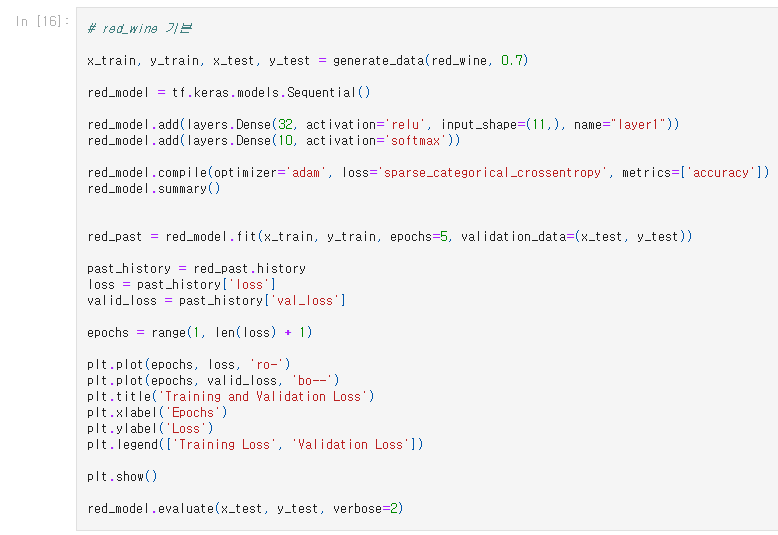 In [16]:
# red_wine 기본
x_train, y_train, x_test, y_test = generate_data(red_wine, 0.7)
red_model = tf.keras.models.Sequential()
red_model.add(layers.Dense(32, activation='relu', input_shape=(11,), name="layer1"))
red_model.add(layers.Dense(10, activation='softmax'))
red_model.compile(optimizer='adam', loss='sparse_categorical_crossentropy', metrics=['accuracy'])
red_model.summary()
red_past = red_model.fit(x_train, y_train, epochs=5, validation_data=(x_test, y_test))
past_history = red_past.history
loss = past_history['loss']
valid_loss = past_history['val_loss']
epochs = range(1, len(loss) + 1)
plt.plot(epochs, loss, 'ro-')
plt.plot(epochs, valid_loss, 'bo--')
plt.title('Training and Validation Loss')
plt.xlabel('Epochs')
plt.ylabel('Loss')
plt.legend(['Training Loss', 'Validation Loss'])
plt.show()
red_model.evaluate(x_test, y_test, verbose=2)